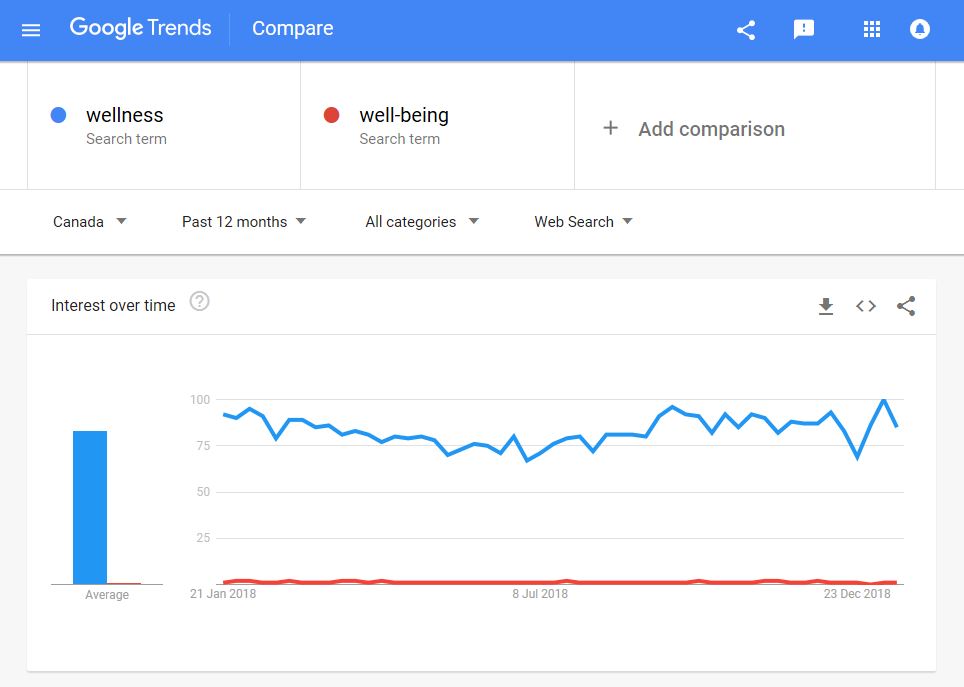 Google Trends Compare
wellness
Search term
well-being
Search term
+ Add comparison
Canada Past 12 months All categories Web Search
Interest over time ?
100
75
50
25
Average
21 Jan 2018 8 Jul 2018 23 Dec 2018